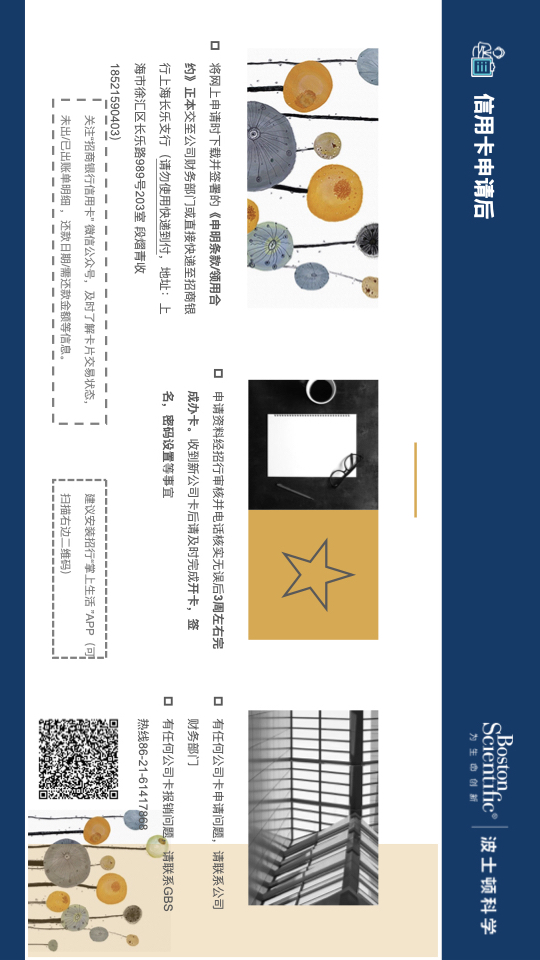 信用卡申请后
Boston
Scientific®
为生命创新
波士顿科学
将网上申请时下载并签署的《申明条款/领用合
约》正本交至公司财务部门或直接快递至招商银
行上海长乐支行（请勿使用快递到付，地址：上
海市徐汇区长乐路989号203室 段熠青收
18521590403)
关注“招商银行信用卡” 微信公众号，及时了解卡片交易状态,
未出/已出账单明细 ，还款日期/需还款金额等信息。
申请资料经招行审核并电话核实无误后3周左右完
成办卡。收到新公司卡后请及时完成开卡，签
名，密码设置等事宜
建议安装招行“掌上生活 ”APP（可
扫描右边二维码）
有任何公司卡申请问题，请联系公司
财务部门
有任何公司卡报销问题，请联系GBS
热线86-21-61417868